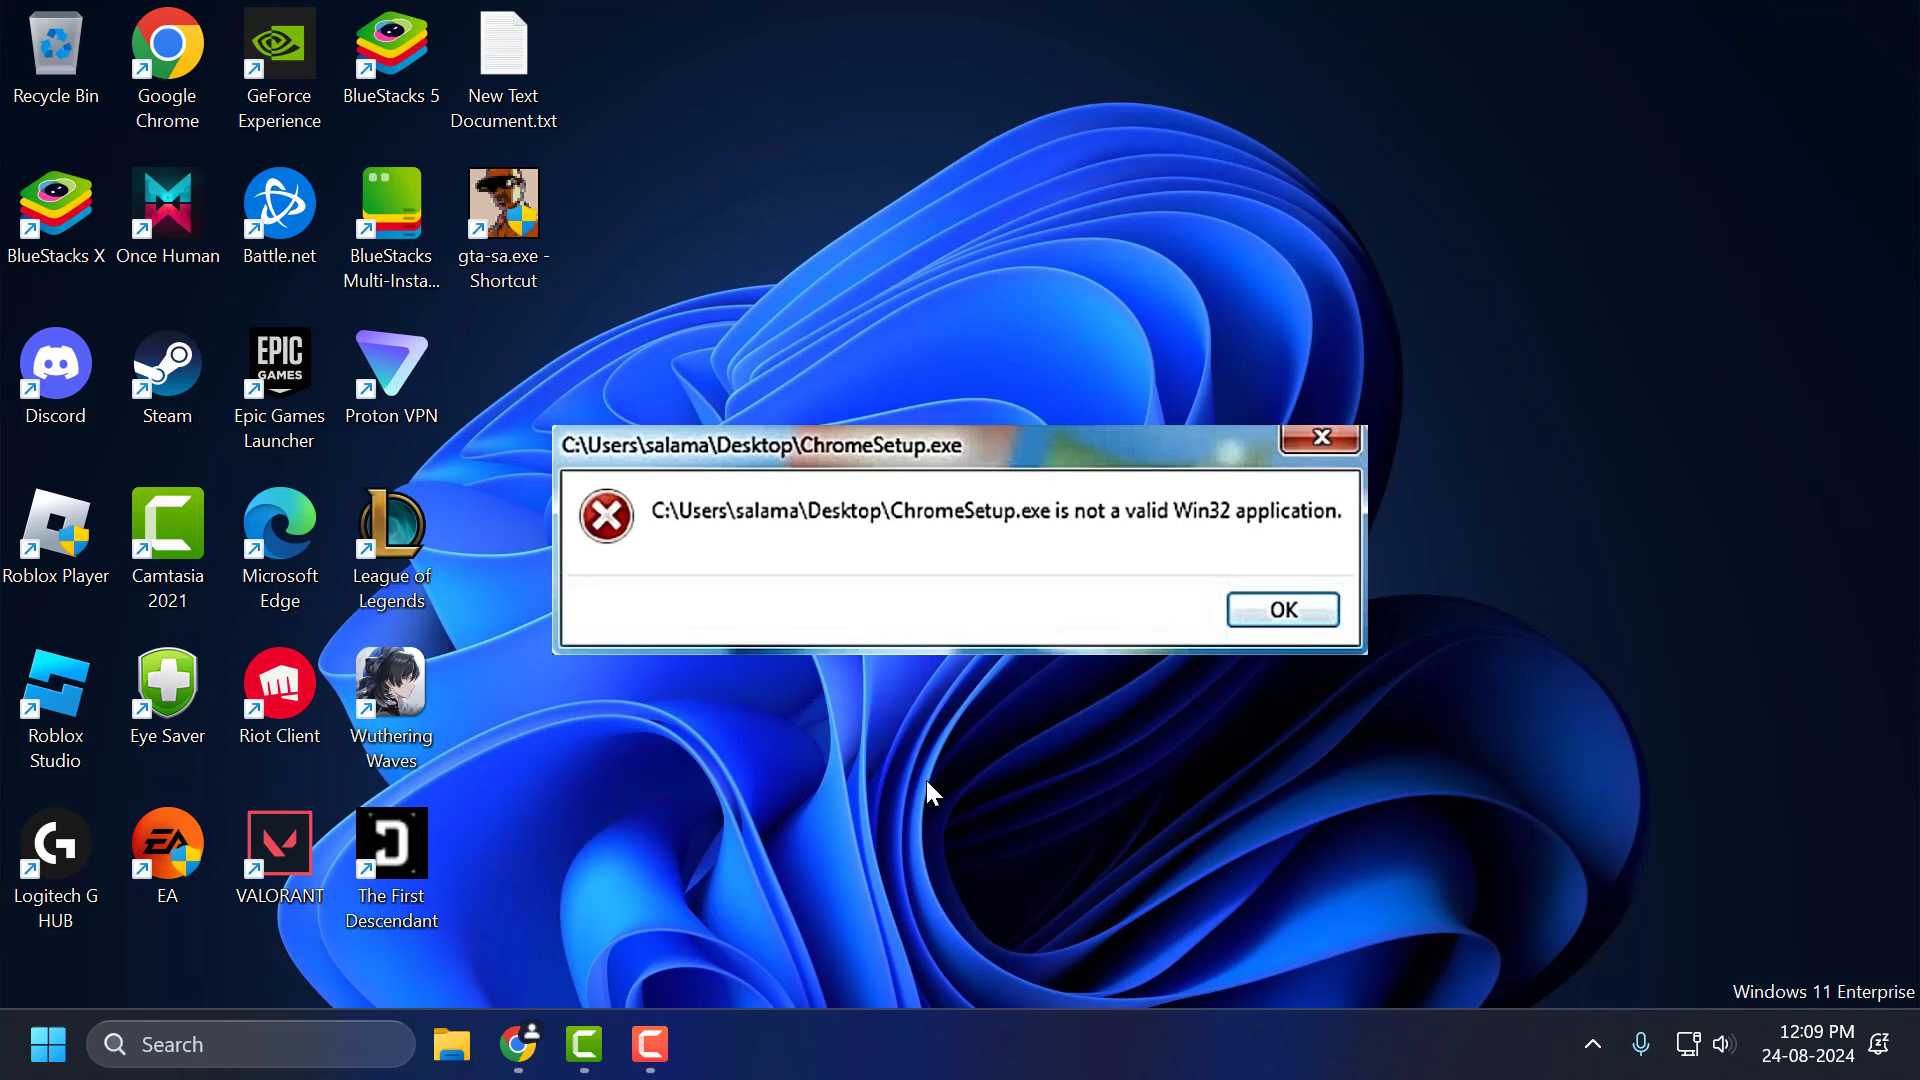 Recycle Bin
Google
Chrome
GeForce
Experience
BlueStacks 5
New Text
Document.txt
BlueStacks X
Once Human
Battle.net
BlueStacks
Multi-Insta...
gta-sa.exe -
Shortcut
Discord
Steam
EPIC
GAMES
Epic Games
Launcher
Proton VPN
C:\Users\salama\Desktop\ChromeSetup.exe
C:\Users\salama\Desktop\ChromeSetup.exe is not a valid Win32 application.
OK
Roblox Player
Camtasia
2021
Microsoft
Edge
League of
Legends
Roblox
Studio
Eye Saver
Riot Client
Wuthering
Waves
Logitech G
HUB
EA
EA
VALORANT
The First
Descendant
Windows 11 Enterprise
Search
12:09 PM
24-08-2024